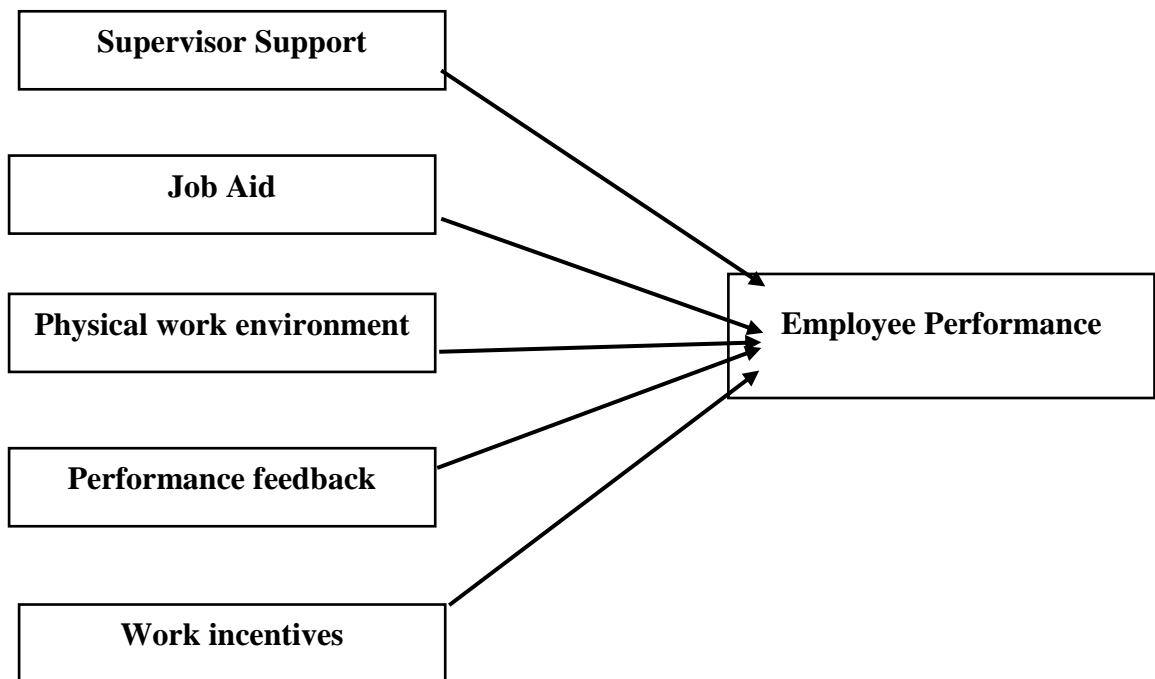 Supervisor Support
Job Aid
Physical work environment
Employee Performance
Performance feedback
Work incentives